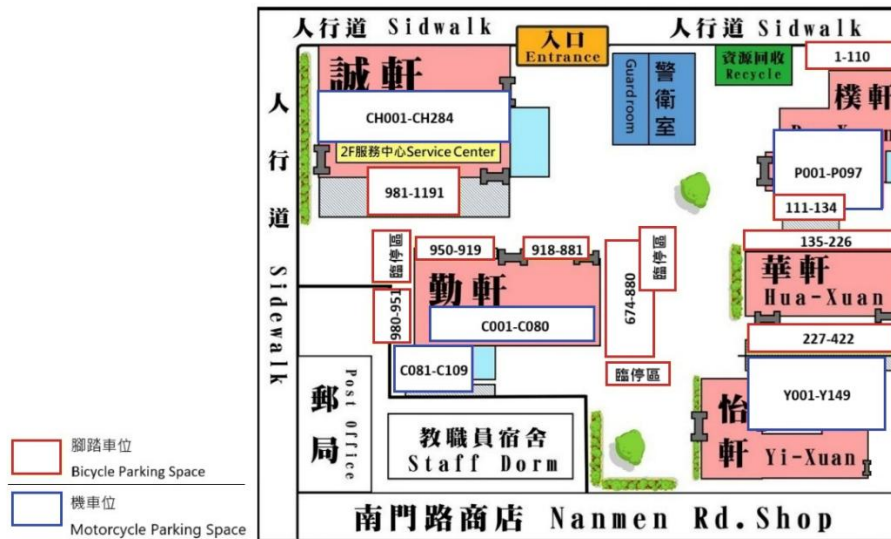 人行道 Sidwalk
入口
Entrance
人行道 Sidwalk
誠軒
CH001-CH284
2F服務中心Service Center
981-1191
警衛室
Guardroom
資源回收
Recycle
1-110
樸軒
P001-P097
111-134
135-226
華軒
Hua-Xuan
227-422
人行道 Sidewalk
臨停區
950-919
918-881
臨停區
674-880
勤軒
980-951
C001-C080
C081-C109
臨停區
Y001-Y149
怡軒
Yi-Xuan
郵局
Post Office
教職員宿舍
Staff Dorm
南門路商店 Nanmen Rd.Shop
腳踏車位
Bicycle Parking Space
機車位
Motorcycle Parking Space